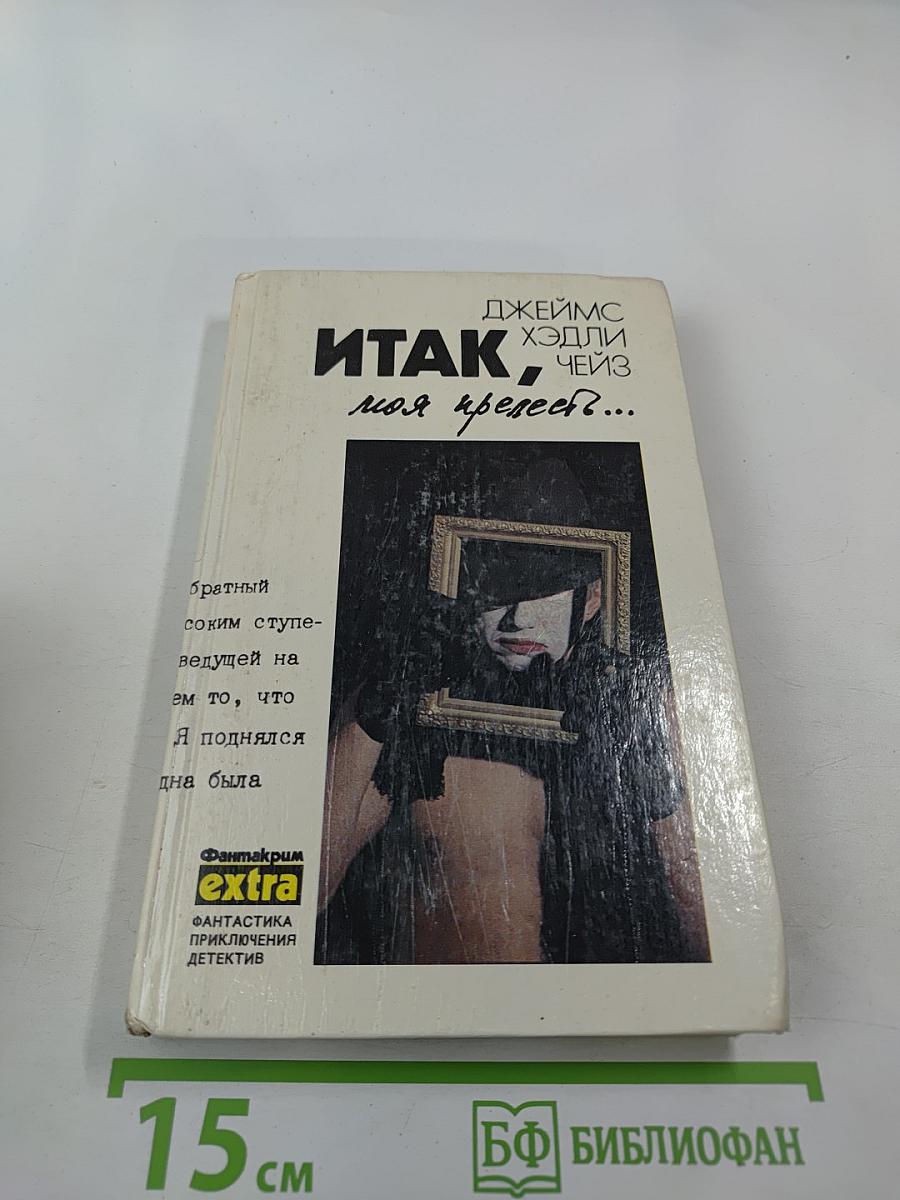 ДЖЕЙМС
ХЭДЛИ
ЧЕЙЗ
ИТАК,
моя прелесть...
братный
соким ступе-
ведущей на
ем то, что
Я поднялся
дна была
Фантакрим
extra
ФАНТАСТИКА
ПРИКЛЮЧЕНИЯ
ДЕТЕКТИВ
15 см
БФ БИБЛИОФАН